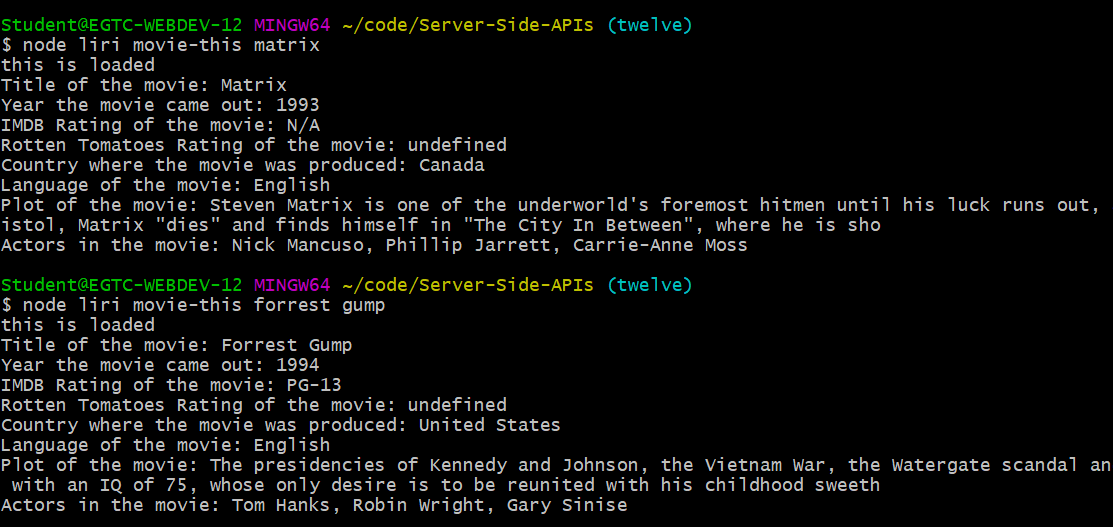 Student@EGTC-WEBDEV-12 MINGW64 ~/code/Server-Side-APIs (twelve)
$ node liri movie-this matrix
this is loaded
Title of the movie: Matrix
Year the movie came out: 1993
IMDB Rating of the movie: N/A
Rotten Tomatoes Rating of the movie: undefined
Country where the movie was produced: Canada
Language of the movie: English
Plot of the movie: Steven Matrix is one of the underworld's foremost hitmen until his luck runs out,
istol, Matrix "dies" and finds himself in "The City In Between", where he is sho
Actors in the movie: Nick Mancuso, Phillip Jarrett, Carrie-Anne Moss
Student@EGTC-WEBDEV-12 MINGW64 ~/code/Server-Side-APIs (twelve)
$ node liri movie-this forrest gump
this is loaded
Title of the movie: Forrest Gump
Year the movie came out: 1994
IMDB Rating of the movie: PG-13
Rotten Tomatoes Rating of the movie: undefined
Country where the movie was produced: United States
Language of the movie: English
Plot of the movie: The presidencies of Kennedy and Johnson, the Vietnam War, the Watergate scandal an
with an IQ of 75, whose only desire is to be reunited with his childhood sweeth
Actors in the movie: Tom Hanks, Robin Wright, Gary Sinise